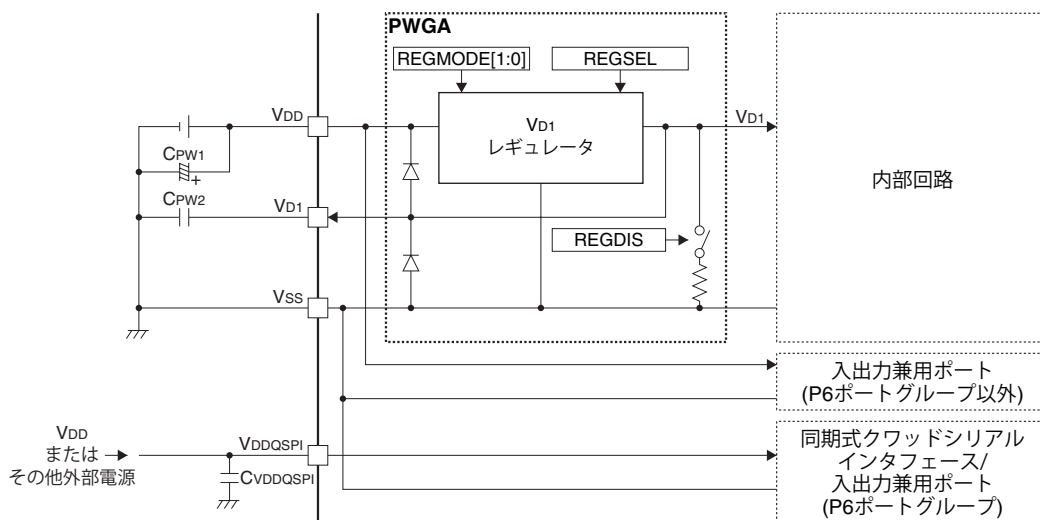 PWGA
REGMODE[1:0]
REGSEL
VDD
VD1
レギュレータ
VD1
内部回路
CPW1
+
CPW2
VD1
REGDIS
VSS
入出力兼用ポート
(P6ポートグループ以外)
VDD
または
その他外部電源
VDDQSPI
CVDDQSPI
同期式クワッドシリアル
インタフェース/
入出力兼用ポート
(P6ポートグループ)